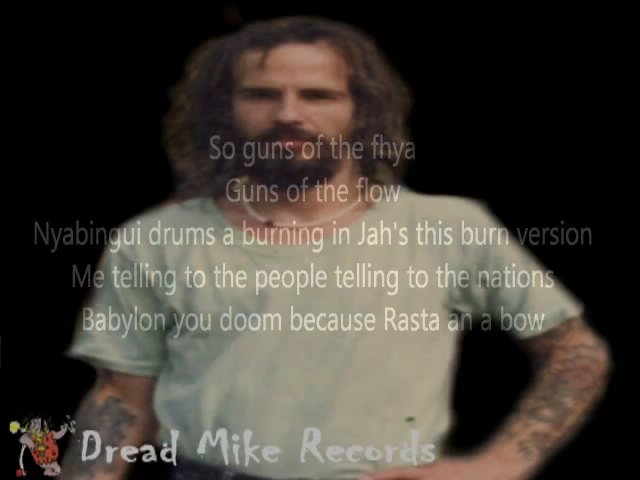 So guns of the fhya
Guns of the flow
Nyabingui drums a burning in Jah's this burn version
Me telling to the people telling to the nations
Babylon you doom because Rasta an a bow
Dread Mike Records